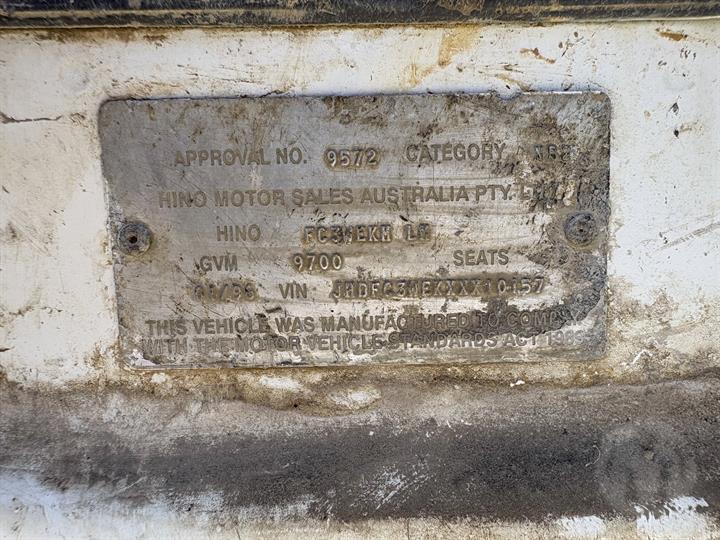 APPROVAL NO. 9572 CATEGORY
HINO MOTOR SALES AUSTRALIA PTY.
HINO
GVM 9700 SEATS
VIN
THIS VEHICLE WAS MANUFACTURED TO
WITH THE MOTOR VEHICLE STANDARDS ACT